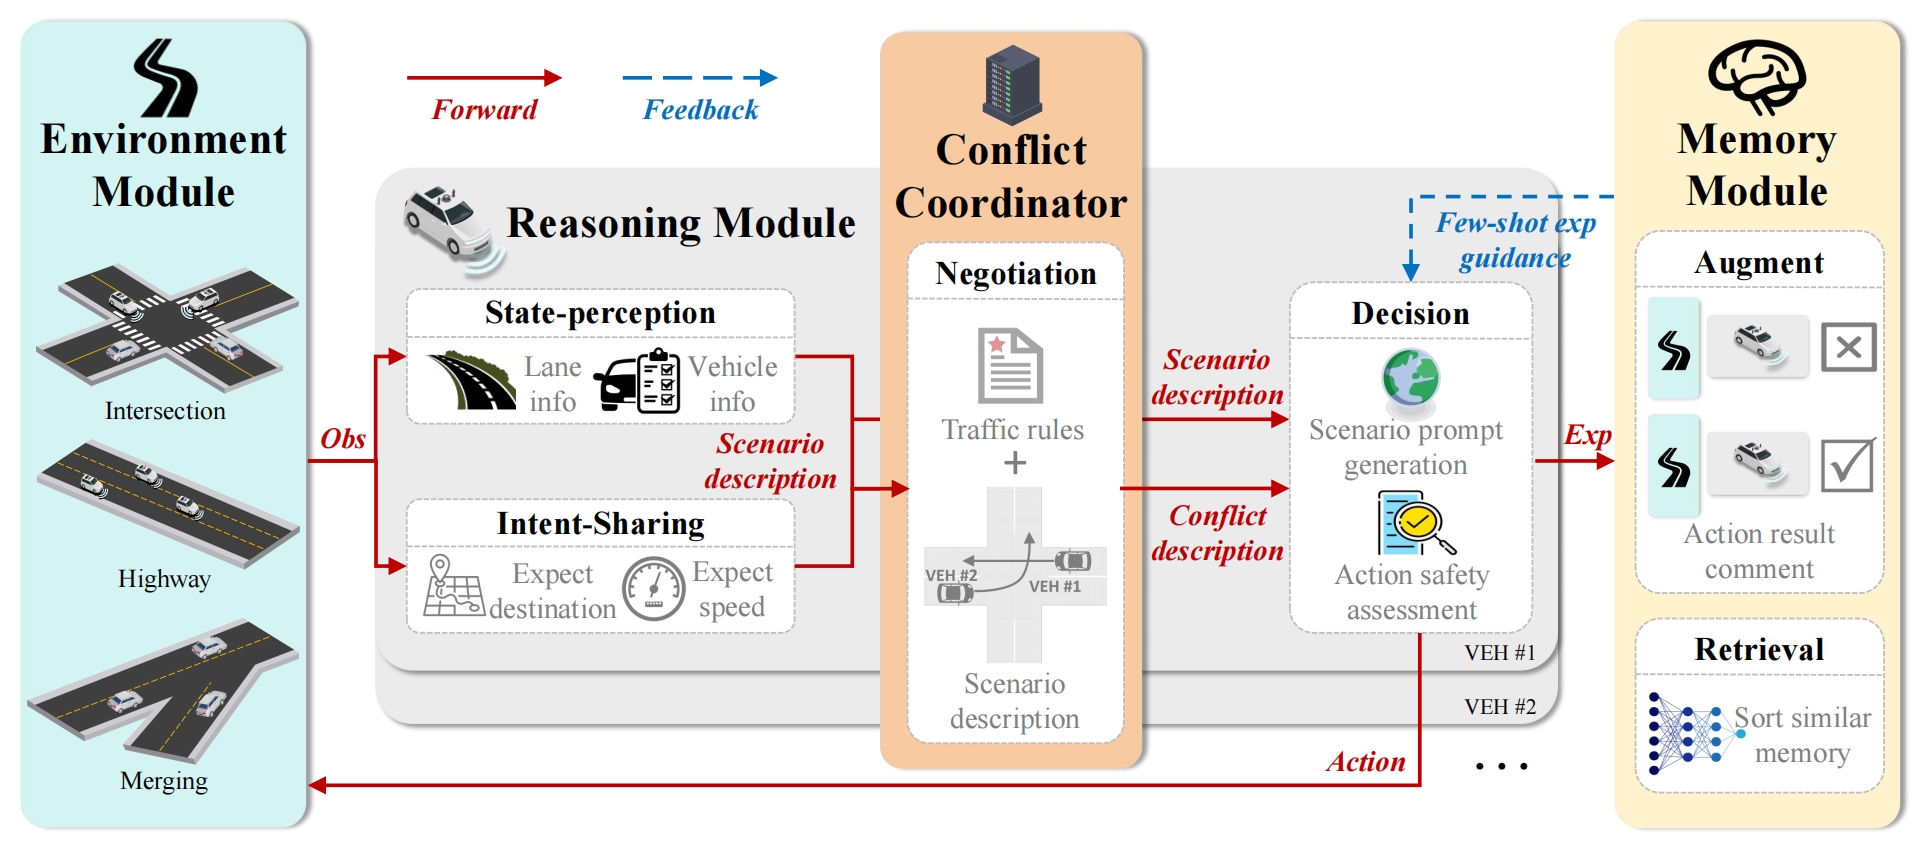 Environment
Module
Intersection
Highway
Merging
Forward
Feedback
Obs
Reasoning Module
State-perception
Lane
info
Vehicle
info
Intent-Sharing
Expect
destination
Expect
speed
Scenario
description
Conflict
Coordinator
Negotiation
Traffic rules
+
VEH #2
VEH #1
Scenario
description
Scenario
description
Conflict
description
Few-shot exp
guidance
Decision
Scenario prompt
generation
Action safety
assessment
VEH #1
VEH #2
Action
...
Exp
Memory
Module
Augment
Action result
comment
Retrieval
Sort similar
memory